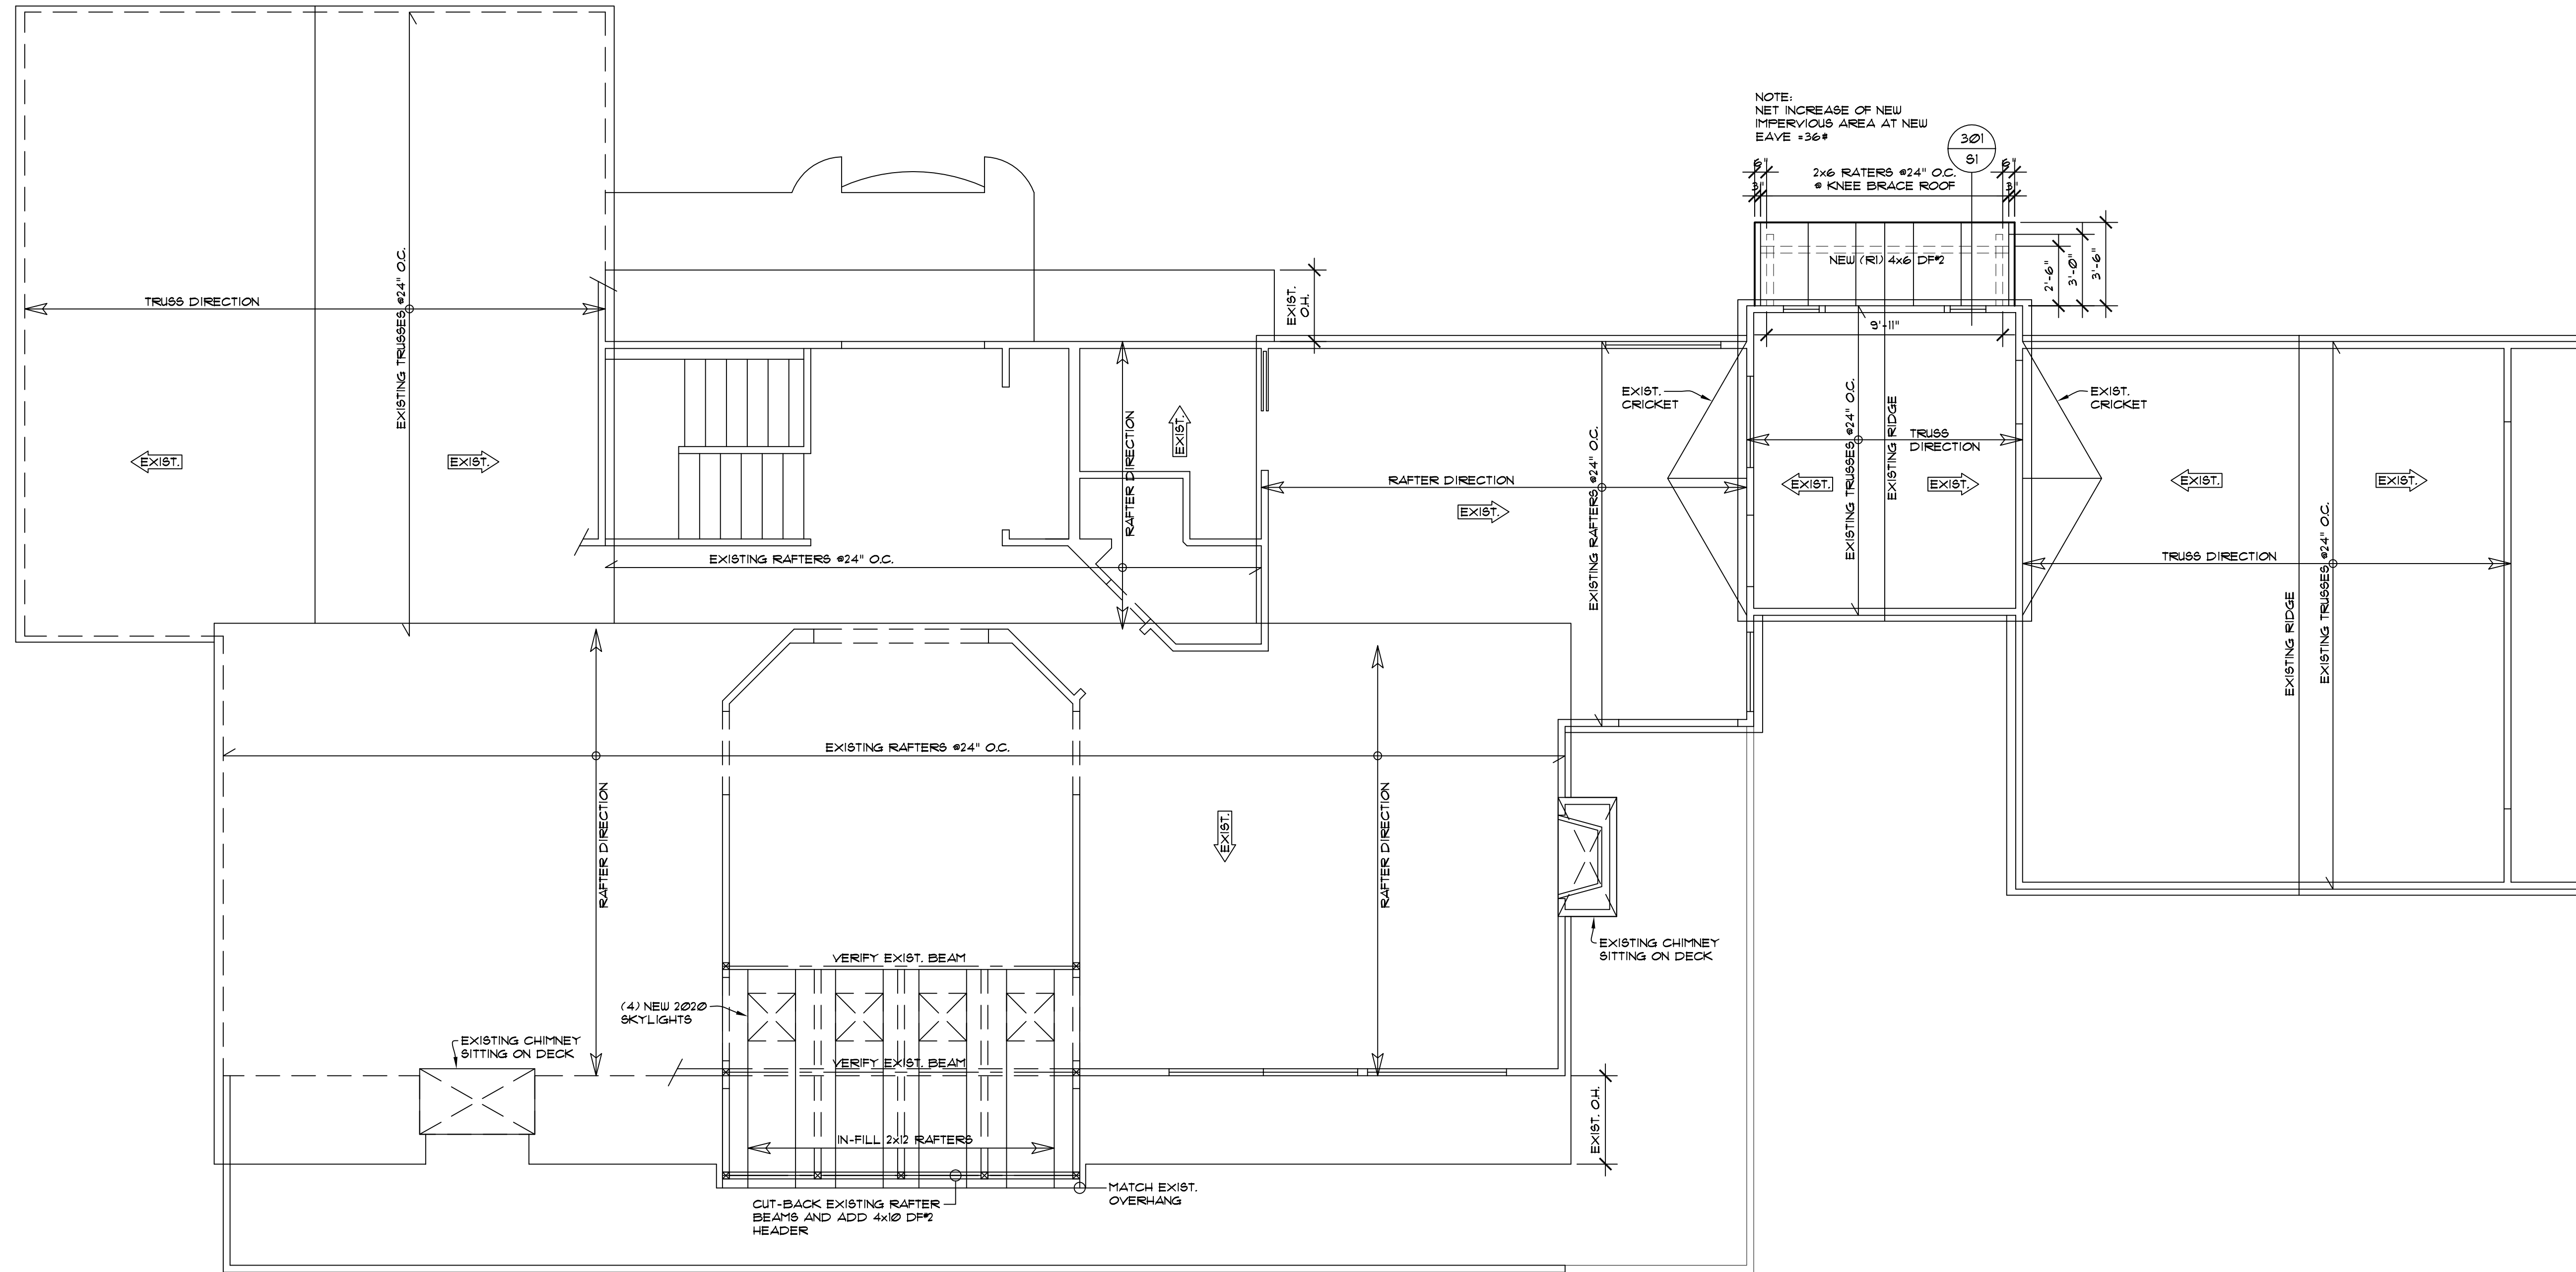 NOTE:
NET INCREASE OF NEW
IMPERVIOUS AREA AT NEW
EAVE =36#
301
S1
6"
6"
2x6 RATERS @24" O.C.
@ KNEE BRACE ROOF
3"
3"
NEW (R1) 4x6 DF#2
2'-6"
3'-0"
3'-6"
9'-11"
TRUSS DIRECTION
EXISTING TRUSSES @24" O.C.
EXIST.
O.H.
EXIST.
EXIST.
RAFTER DIRECTION
EXIST.
EXISTING RAFTERS @24" O.C.
RAFTER DIRECTION
EXIST.
EXISTING RAFTERS @24" O.C.
EXIST.
CRICKET
EXIST.
CRICKET
EXISTING TRUSSES @24" O.C.
EXISTING RIDGE
TRUSS
DIRECTION
EXIST.
EXIST.
EXIST.
EXIST.
TRUSS DIRECTION
EXISTING RIDGE
EXISTING TRUSSES @24" O.C.
EXISTING RAFTERS @24" O.C.
RAFTER DIRECTION
RAFTER DIRECTION
EXIST.
EXISTING CHIMNEY
SITTING ON DECK
VERIFY EXIST. BEAM
(4) NEW 2020
SKYLIGHTS
EXISTING CHIMNEY
SITTING ON DECK
VERIFY EXIST. BEAM
EXIST. O.H.
IN-FILL 2x12 RAFTERS
MATCH EXIST.
OVERHANG
CUT-BACK EXISTING RAFTER
BEAMS AND ADD 4x10 DF#2
HEADER